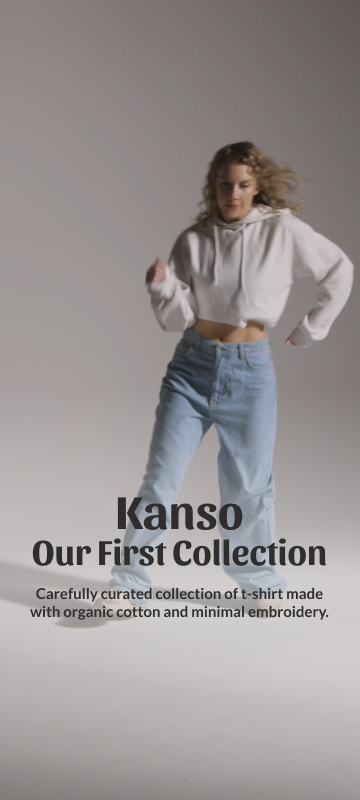 Kanso
Our First Collection
Carefully curated collection of t-shirt made
with organic cotton and minimal embroidery.